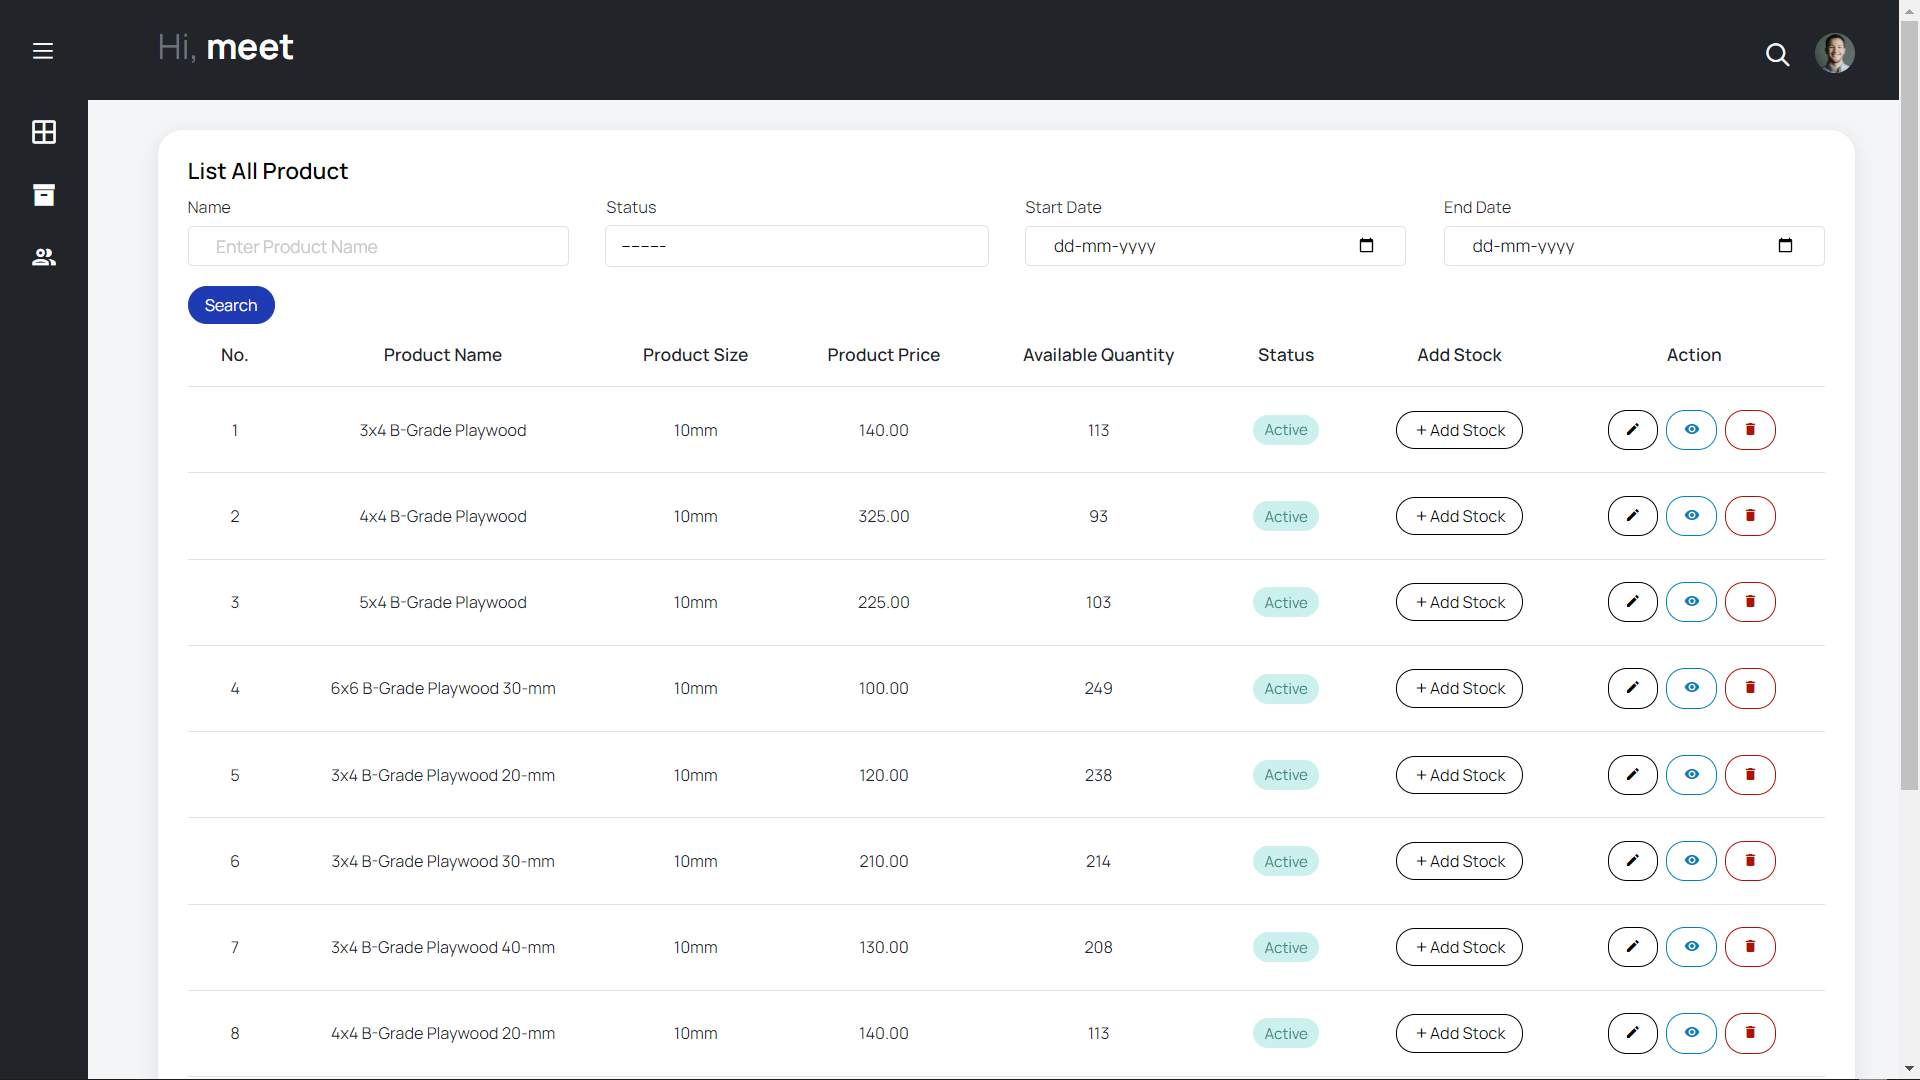 Hi, meet
List All Product
Name Status Start Date End Date
Enter Product Name ----- dd-mm-yyyy dd-mm-yyyy
Search
No. Product Name Product Size Product Price Available Quantity Status Add Stock Action
1 3x4 B-Grade Playwood 10mm 140.00 113 Active + Add Stock
2 4x4 B-Grade Playwood 10mm 325.00 93 Active + Add Stock
3 5x4 B-Grade Playwood 10mm 225.00 103 Active + Add Stock
4 6x6 B-Grade Playwood 30-mm 10mm 100.00 249 Active + Add Stock
5 3x4 B-Grade Playwood 20-mm 10mm 120.00 238 Active + Add Stock
6 3x4 B-Grade Playwood 30-mm 10mm 210.00 214 Active + Add Stock
7 3x4 B-Grade Playwood 40-mm 10mm 130.00 208 Active + Add Stock
8 4x4 B-Grade Playwood 20-mm 10mm 140.00 113 Active + Add Stock